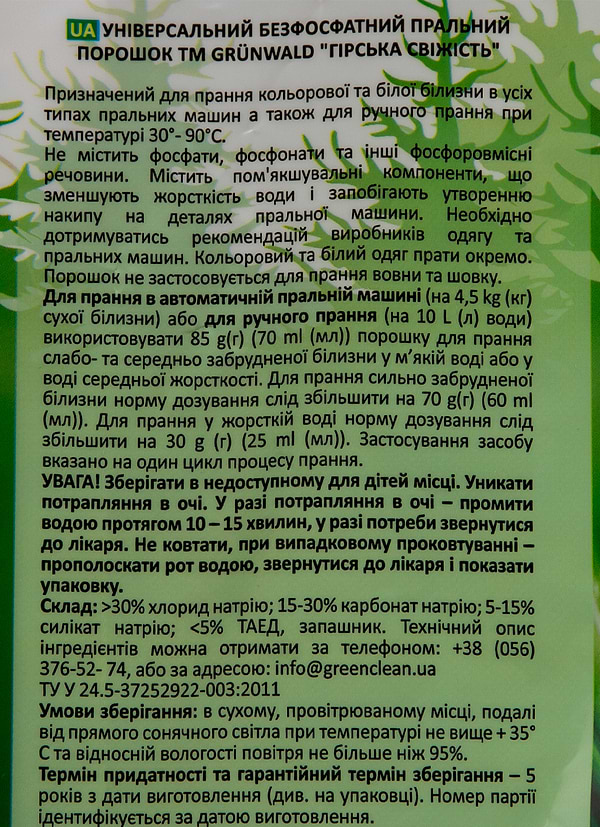 UA УНІВЕРСАЛЬНИЙ БЕЗФОСФАТНИЙ ПРАЛЬНИЙ
ПОРОШОК ТМ GRÜNWALD "ГІРСЬКА СВІЖІСТЬ"
Призначений для прання кольорової та білої білизни в усіх
типах пральних машин а також для ручного прання при
температурі 30°- 90°С.
Не містить фосфати, фосфонати та інші фосфоровмісні
речовини. Містить пом'якшувальні компоненти, що
зменшують жорсткість води і запобігають утворенню
накипу на деталях пральної машини. Необхідно
дотримуватись рекомендацій виробників одягу та
пральних машин. Кольоровий та білий одяг прати окремо.
Порошок не застосовується для прання вовни та шовку.
Для прання в автоматичній пральній машині (на 4,5 kg (кг)
сухої білизни) або для ручного прання (на 10 L (л) води)
використовувати 85 g(г) (70 ml (мл)) порошку для прання
слабо- та середньо забрудненої білизни у м’якій воді або у
воді середньої жорсткості. Для прання сильно забрудненої
білизни норму дозування слід збільшити на 70 g(г) (60 ml
(мл)). Для прання у жорсткій воді норму дозування слід
збільшити на 30 g (г) (25 ml (мл)). Застосування засобу
вказано на один цикл процесу прання.
УВАГА! Зберігати в недоступному для дітей місці. Уникати
потрапляння в очі. У разі потрапляння в очі – промити
водою протягом 10 – 15 хвилин, у разі потреби звернутися
до лікаря. Не ковтати, при випадковому проковтуванні –
прополоскати рот водою, звернутися до лікаря і показати
упаковку.
Склад: >30% хлорид натрію; 15-30% карбонат натрію; 5-15%
силікат натрію; <5% ТАЕД, запашник. Технічний опис
інгредієнтів можна отримати за телефоном: +38 (056)
376-52- 74, або за адресою: info@greenclean.ua
ТУ У 24.5-37252922-003:2011
Умови зберігання: в сухому, провітрюваному місці, подалі
від прямого сонячного світла при температурі не вище + 35°
С та відносній вологості повітря не більше ніж 95%.
Термін придатності та гарантійний термін зберігання – 5
років з дати виготовлення (див. на упаковці). Номер партії
ідентифікується за датою виготовлення.